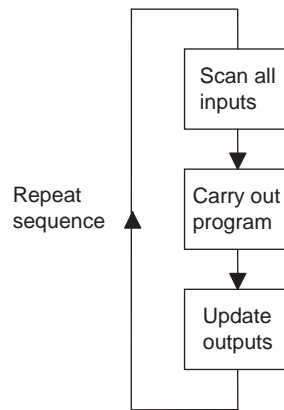 Scan all
inputs
Repeat
sequence
Carry out
program
Update
outputs